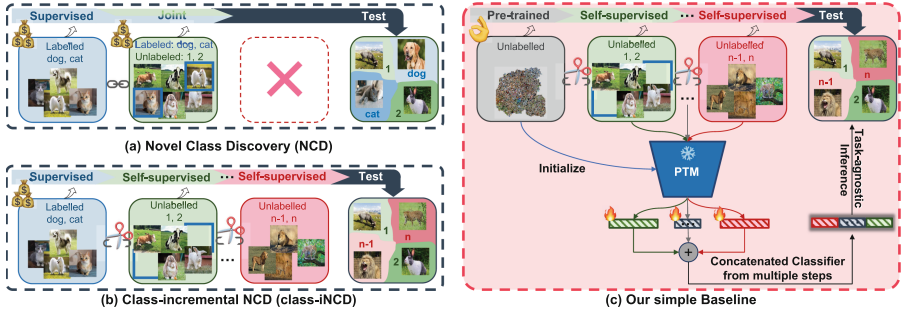 Supervised Joint Test
Labelled
dog, cat
Labeled: dog, cat
Unlabeled: 1, 2
1
dog
cat
2
(a) Novel Class Discovery (NCD)
Supervised Self-supervised ... Self-supervised Test
Labelled
dog, cat
Unlabelled
1, 2
...
Unlabelled
n-1, n
1
n
n-1
2
(b) Class-incremental NCD (class-iNCD)
Pre-trained Self-supervised ... Self-supervised Test
Unlabelled
Unlabelled
1, 2
...
Unlabelled
n-1, n
1
n
n-1
2
Initialize
PTM
Task-agnostic
Inference
+
Concatenated Classifier
from multiple steps
(c) Our simple Baseline